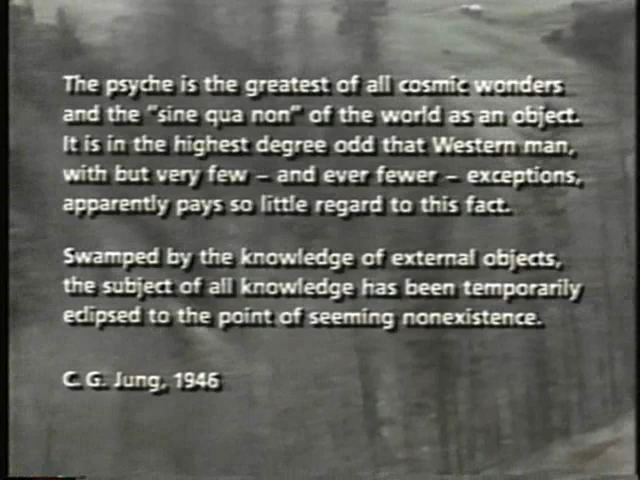 The psyche is the greatest of all cosmic wonders
and the "sine qua non" of the world as an object.
It is in the highest degree odd that Western man,
with but very few – and ever fewer – exceptions,
apparently pays so little regard to this fact.
Swamped by the knowledge of external objects,
the subject of all knowledge has been temporarily
eclipsed to the point of seeming nonexistence.
C. G. Jung, 1946